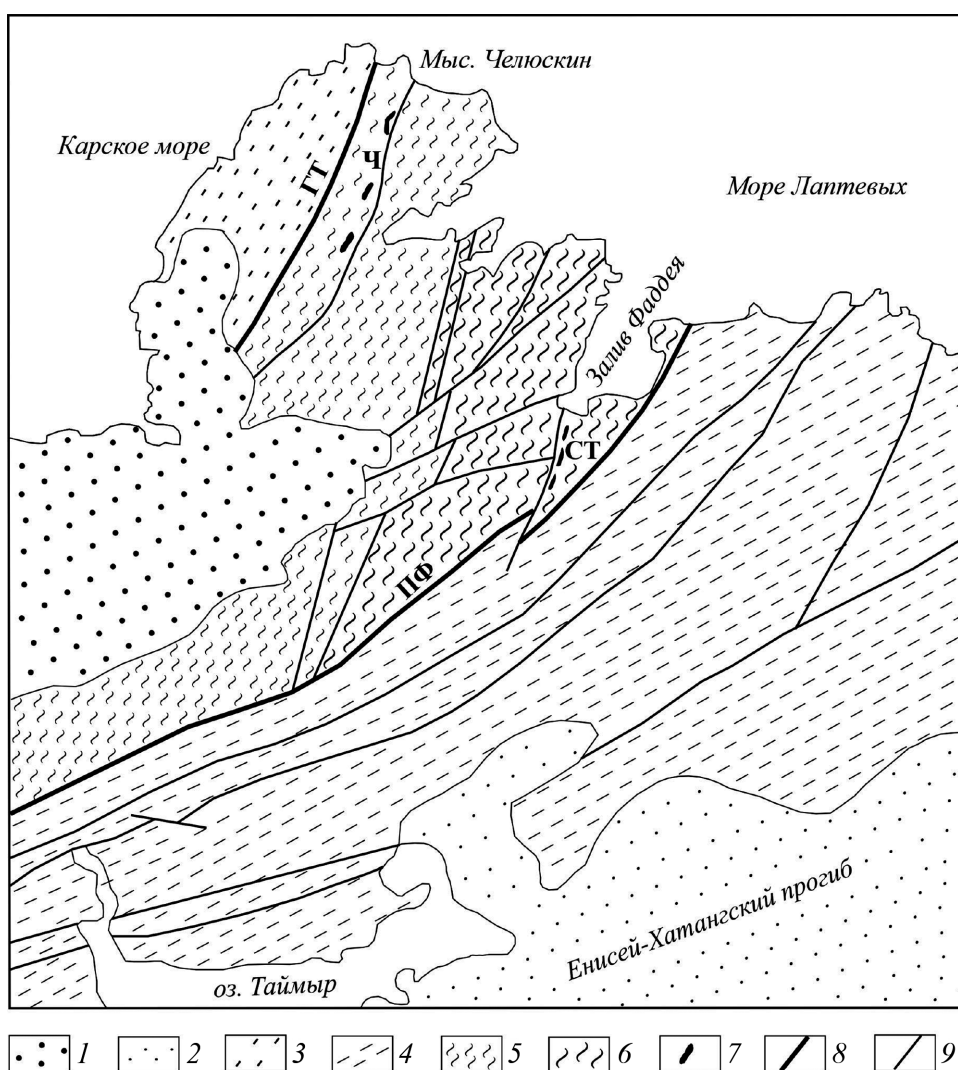 Мыс. Челюскин
Карское море
ГТ
Ч
Море Лаптевых
Залив Фаддея
СТ
ПФ
Енисей-Хатангский прогиб
оз. Таймыр
1 2 3 4 5 6 7 8 9